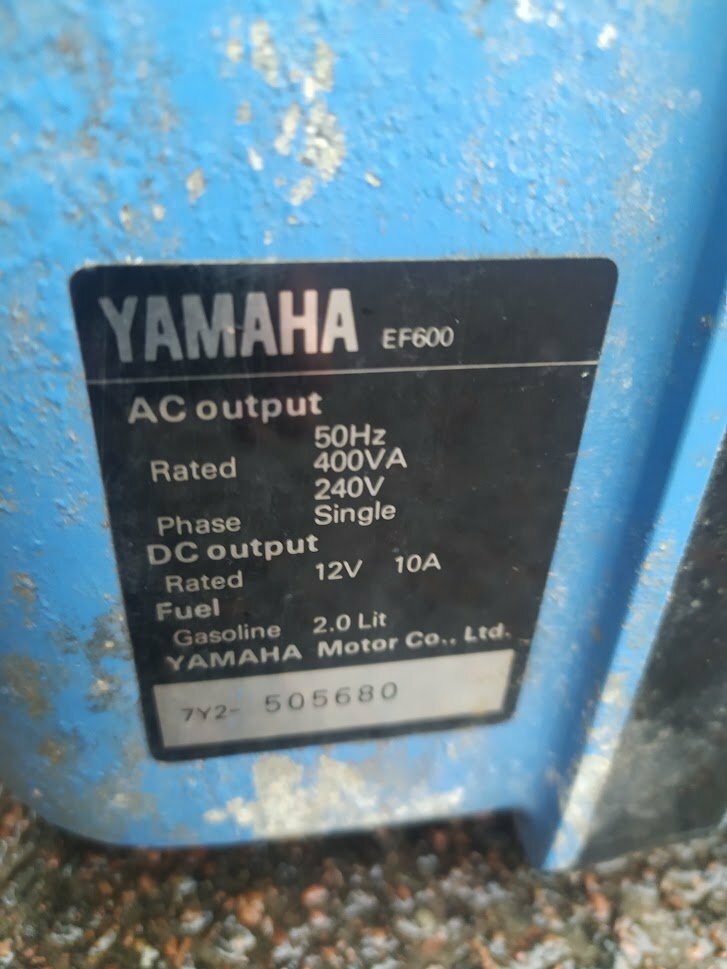 YAMAHA EF600
AC output
50Hz
Rated 400VA
240V
Phase Single
DC output
Rated 12V 10A
Fuel
Gasoline 2.0 Lit
YAMAHA Motor Co., Ltd.
7Y2- 505680